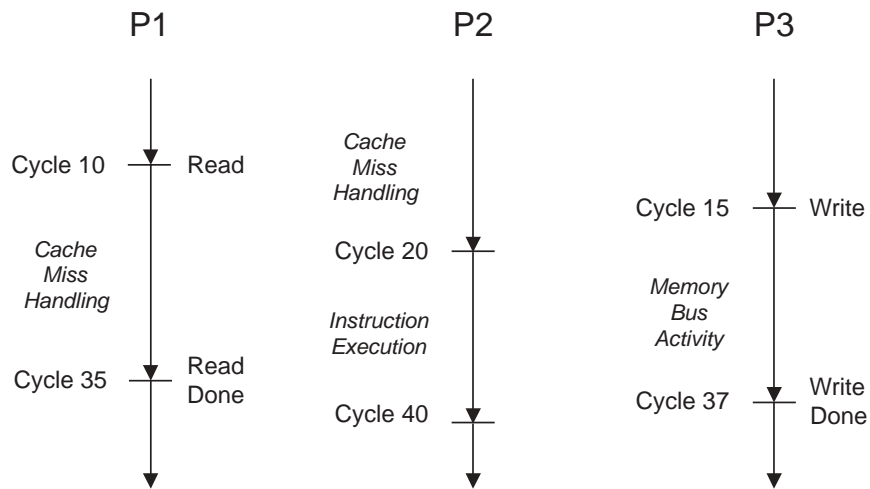 P1
Cycle 10
Read
Cache
Miss
Handling
Cycle 35
Read
Done
P2
Cache
Miss
Handling
Cycle 20
Instruction
Execution
Cycle 40
P3
Cycle 15
Write
Memory
Bus
Activity
Cycle 37
Write
Done